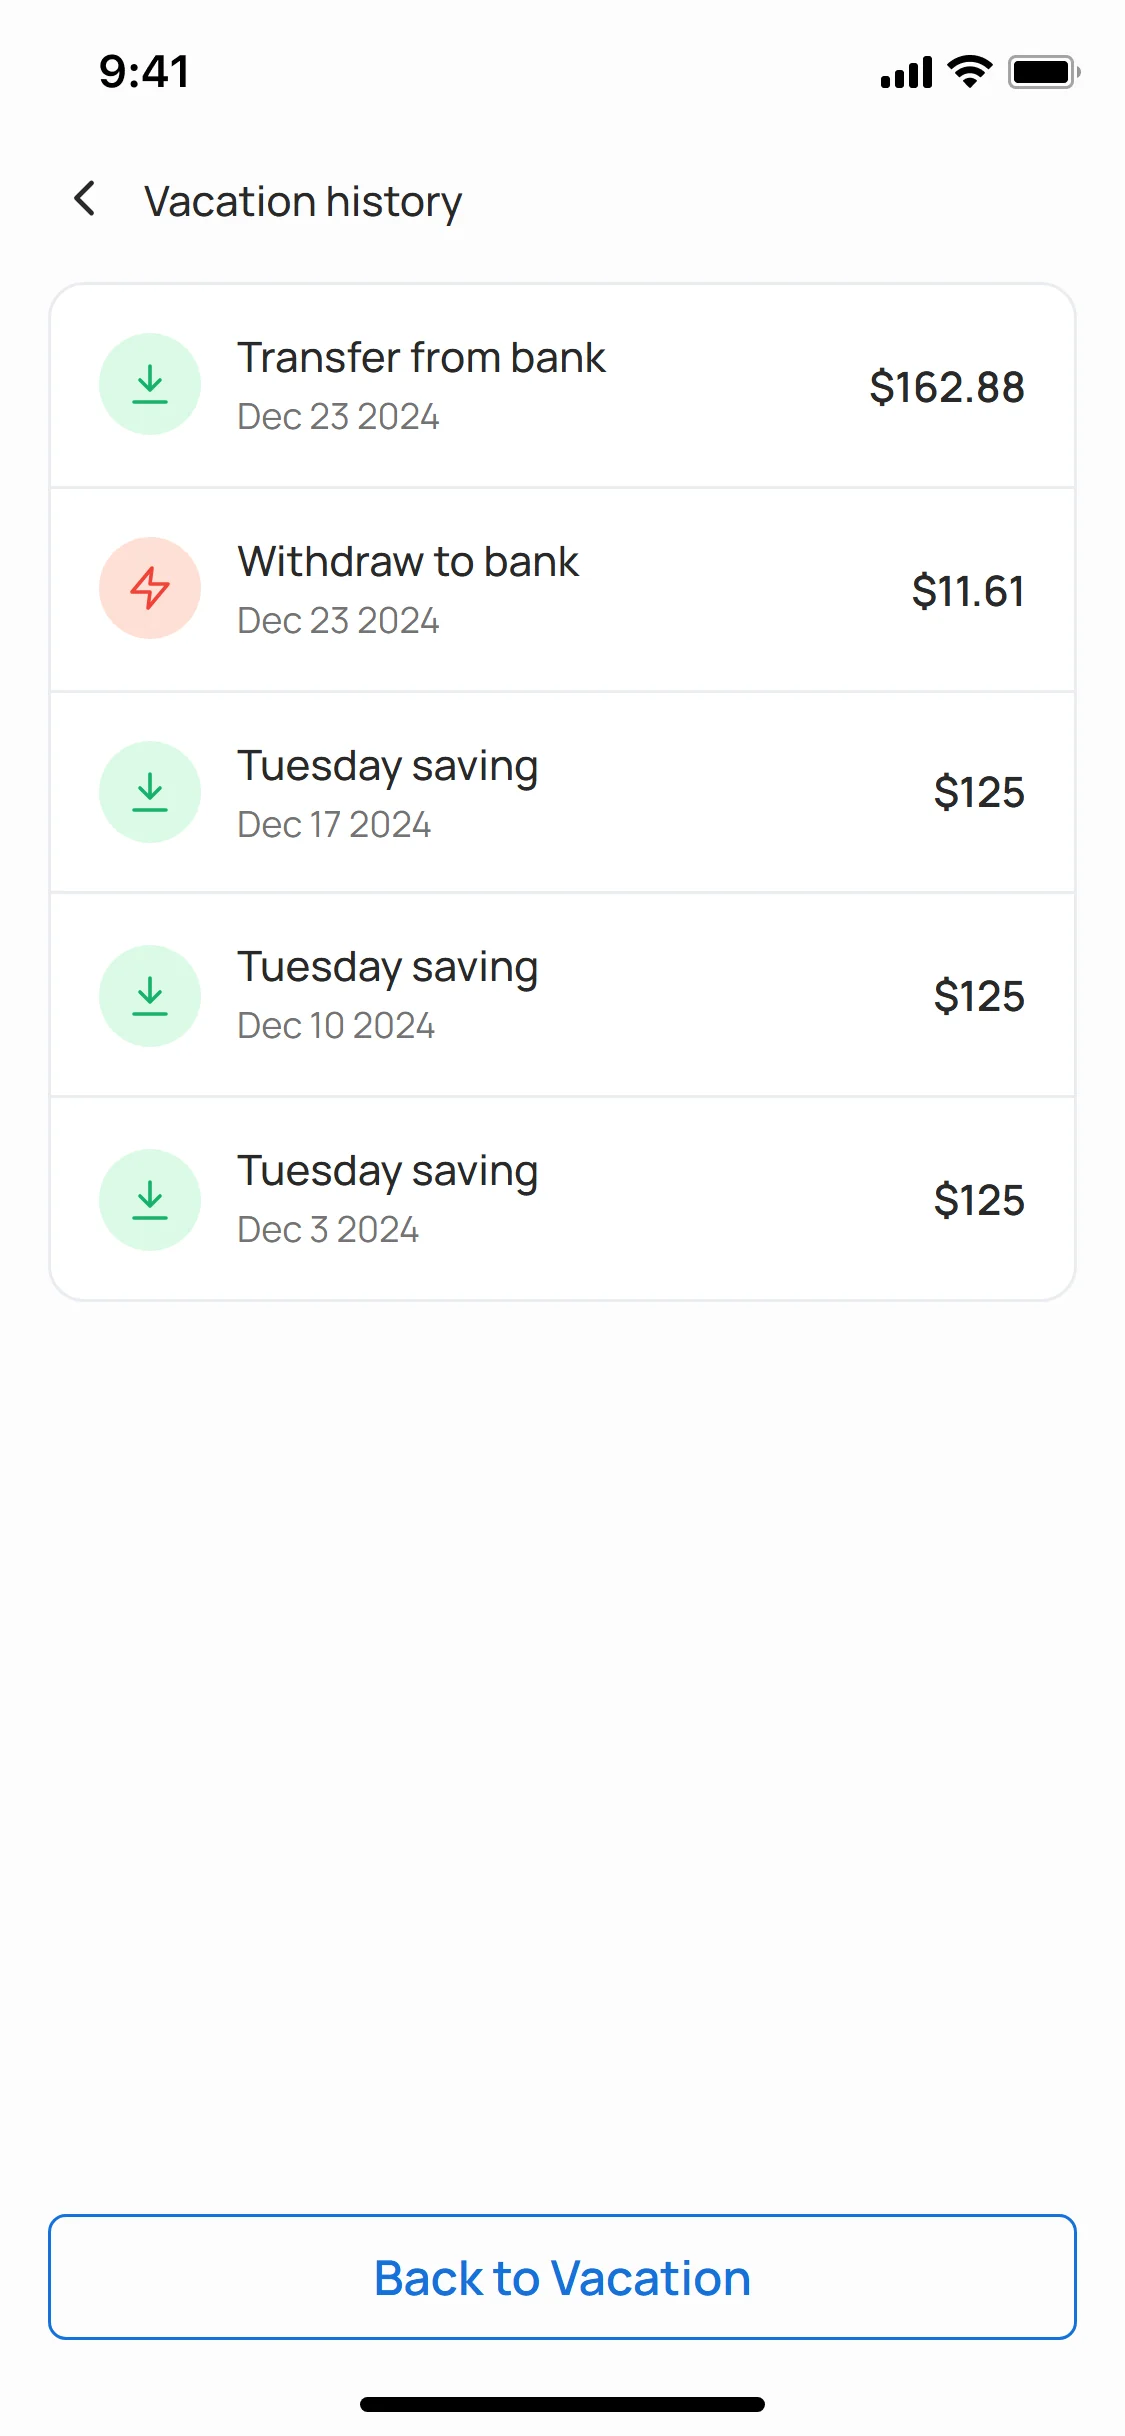 9:41
Vacation history
Transfer from bank
Dec 23 2024
$162.88
Withdraw to bank
Dec 23 2024
$11.61
Tuesday saving
Dec 17 2024
$125
Tuesday saving
Dec 10 2024
$125
Tuesday saving
Dec 3 2024
$125
Back to Vacation